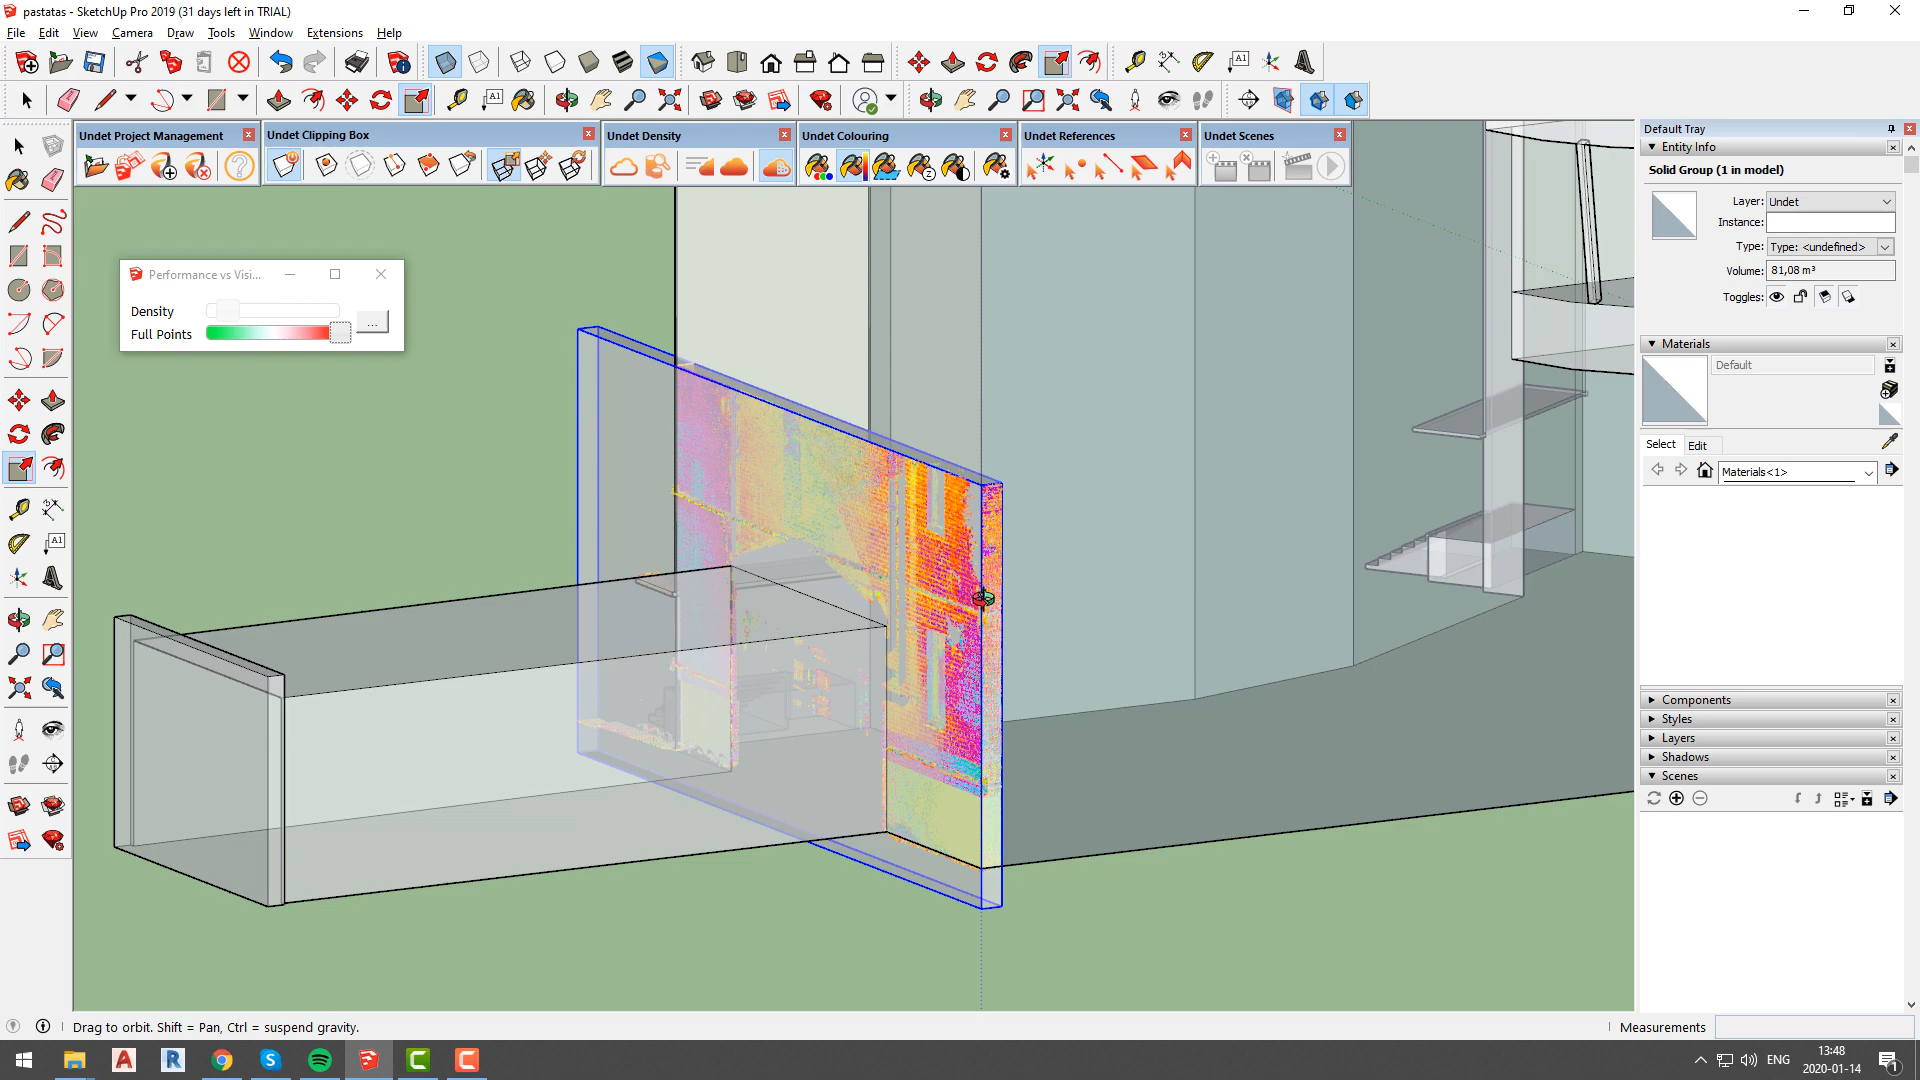 pastatas - SketchUp Pro 2019 (31 days left in TRIAL)
File Edit View Camera Draw Tools Window Extensions Help
A1
A1
Undet Project Management
Undet Clipping Box
Undet Density
Undet Colouring
Undet References
Undet Scenes
Performance vs Visi...
Density
Full Points
...
A1
Default Tray
Entity Info
Solid Group (1 in model)
Layer: Undet
Instance:
Type: Type: <undefined>
Volume: 81,08 m³
Toggles:
Materials
Default
Select Edit
Materials<1>
Components
Styles
Layers
Shadows
Scenes
Drag to orbit. Shift = Pan, Ctrl = suspend gravity.
Measurements
ENG
13:48
2020-01-14
1